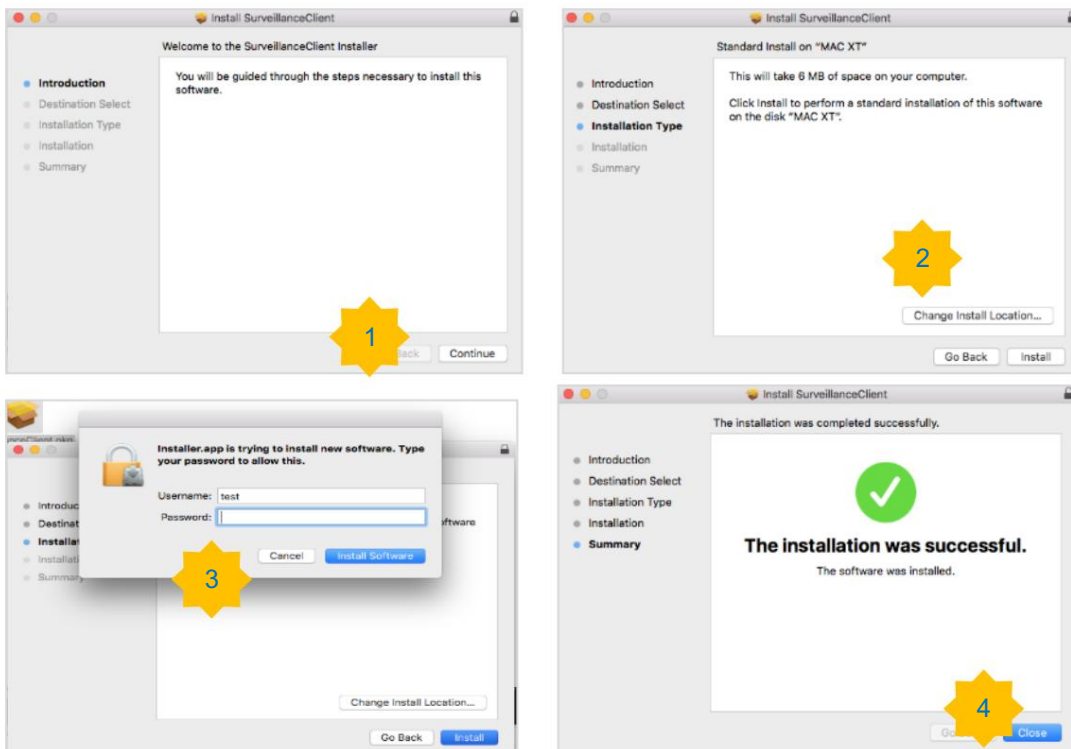 Install SurveillanceClient
Welcome to the SurveillanceClient Installer
Introduction
Destination Select
Installation Type
Installation
Summary
You will be guided through the steps necessary to install this
software.
1
Continue
Install SurveillanceClient
Standard Install on "MAC XT"
Introduction
Destination Select
Installation Type
Installation
Summary
This will take 6 MB of space on your computer.
Click Install to perform a standard installation of this software
on the disk "MAC XT".
2
Change Install Location...
Go Back Install
Installer.app is trying to install new software. Type
your password to allow this.
Username: test
Password:
Cancel Install Software
3
Change Install Location...
Go Back Install
Install SurveillanceClient
The installation was completed successfully.
Introduction
Destination Select
Installation Type
Installation
Summary
The installation was successful.
The software was installed.
4
Close